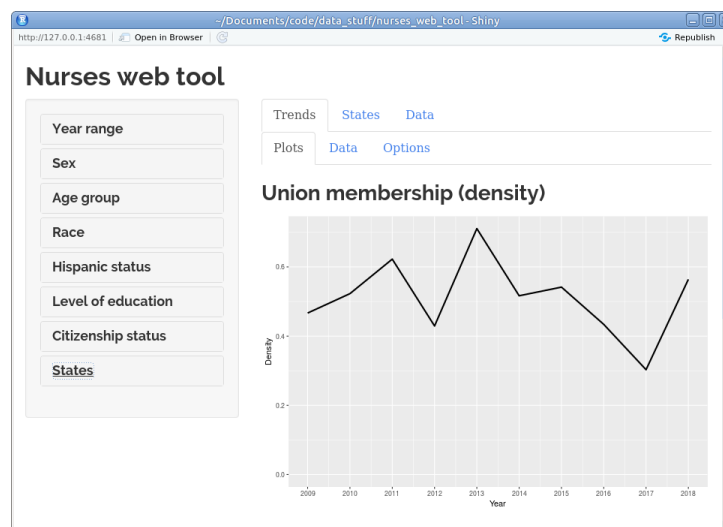 ~/Documents/code/data_stuff/nurses_web_tool - Shiny
http://127.0.0.1:4681 Open in Browser Republish
Nurses web tool
Year range
Sex
Age group
Race
Hispanic status
Level of education
Citizenship status
States
Trends States Data
Plots Data Options
Union membership (density)
Density
0.6
0.4
0.2
0.0
2009 2010 2011 2012 2013 2014 2015 2016 2017 2018
Year